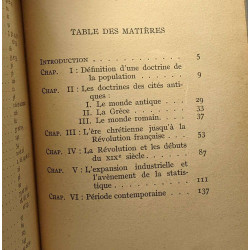 TABLE DES MATIÈRES
INTRODUCTION . . . . . . . . . . 5
CHAP. I : Définition d'une doctrine de
la population . . . . . . . . 9
CHAP. II : Les doctrines des cités anti-
ques :
I. Le monde antique . . . 29
II. La Grèce . . . . . . . 33
III. Le monde romain . . . 37
CHAP. III : L'ère chrétienne jusqu'à la
Révolution française . . . 53
CHAP. IV : La Révolution et les débuts
du XIXe siècle . . . . . . 87
CHAP. V : L'expansion industrielle et
l'avènement de la sta-
tistique . . . . . . . . . 111
CHAP. VI : Période contemporaine . . 137